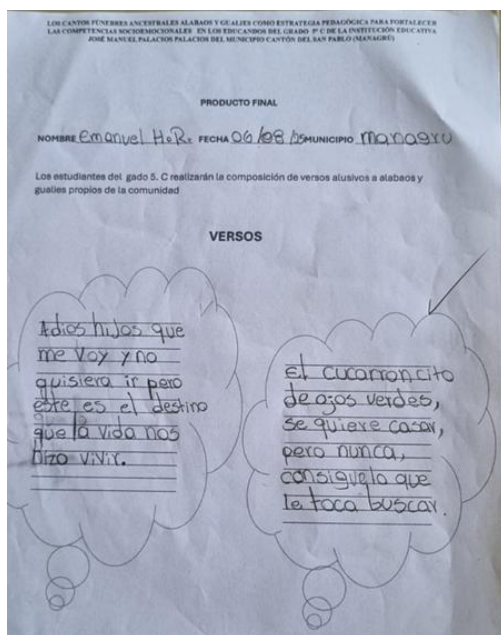 LOS CANTOS FÚNEBRES ANCESTRALES ALABAOS Y GUALIES COMO ESTRATEGIA PEDAGÓGICA PARA FORTALECER
LAS COMPETENCIAS SOCIOEMOCIONALES EN LOS EDUCANDOS DEL GRADO 5º C DE LA INSTITUCIÓN EDUCATIVA
JOSÉ MANUEL PALACIOS PALACIOS DEL MUNICIPIO CANTÓN DEL SAN PABLO (MANAGRÚ)
PRODUCTO FINAL
NOMBRE Emanuel H.R. FECHA 06/08/25 MUNICIPIO managru
Los estudiantes del gado 5. C realizarán la composición de versos alusivos a alabaos y
gualies propios de la comunidad
VERSOS
Adios hijos que
me voy y no
quisiera ir pero
este es el destino
que la vida nos
hizo vivir.
El cucarroncito
de ojos verdes,
se quiere casar,
pero nunca,
consigue la que
le toca buscar.